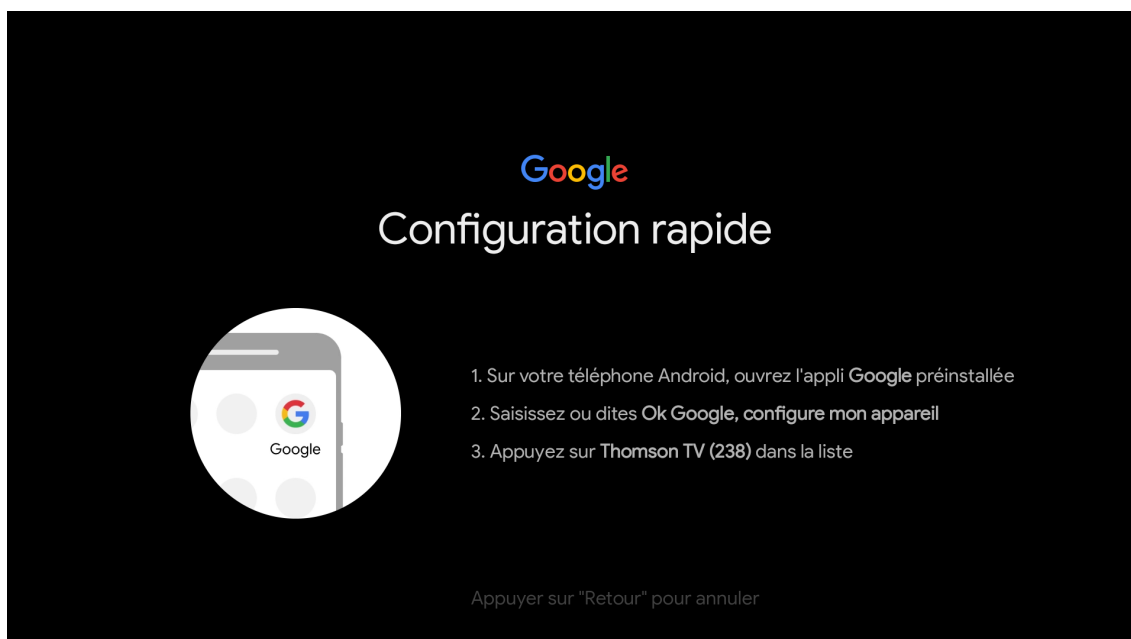 Google
Configuration rapide
Google
1. Sur votre téléphone Android, ouvrez l'appli Google préinstallée
2. Saisissez ou dites Ok Google, configure mon appareil
3. Appuyez sur Thomson TV (238) dans la liste
Appuyer sur "Retour" pour annuler